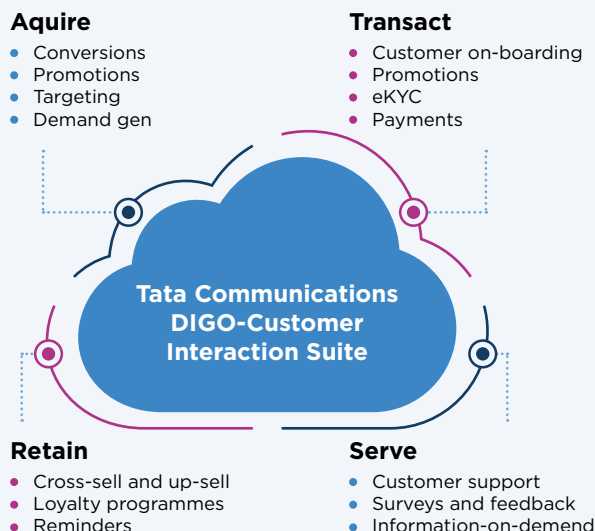 Aquire
Conversions
Promotions
Targeting
Demand gen
Transact
Customer on-boarding
Promotions
eKYC
Payments
Tata Communications
DIGO-Customer
Interaction Suite
Retain
Cross-sell and up-sell
Loyalty programmes
Reminders
Serve
Customer support
Surveys and feedback
Information-on-demend